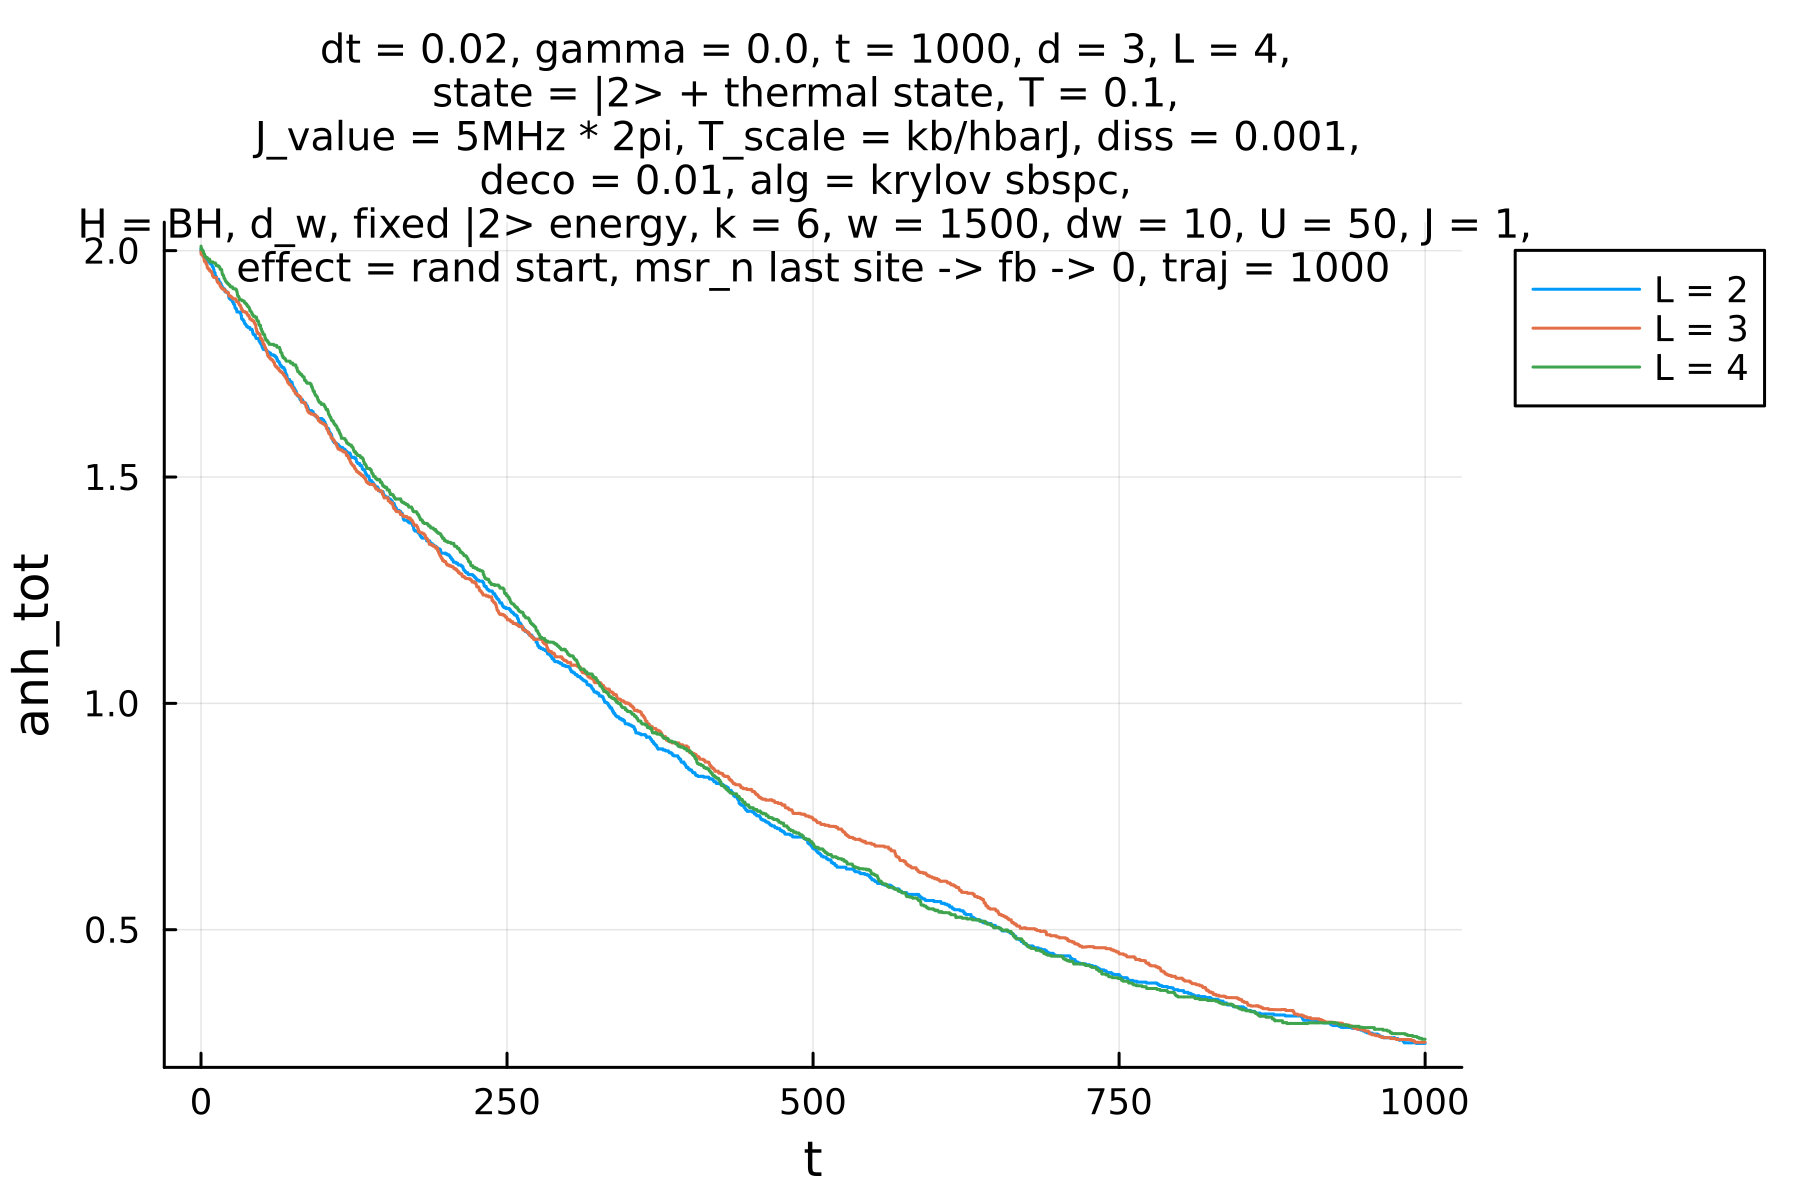 dt = 0.02, gamma = 0.0, t = 1000, d = 3, L = 4,
state = |2> + thermal state, T = 0.1,
J_value = 5MHz * 2pi, T_scale = kb/hbarJ, diss = 0.001,
deco = 0.01, alg = krylov sbspc,
H = BH, d_w, fixed |2> energy, k = 6, w = 1500, dw = 10, U = 50, J = 1,
effect = rand start, msr_n last site -> fb -> 0, traj = 1000
2.0
1.5
1.0
0.5
anh_tot
0 250 500 750 1000
t
L = 2
L = 3
L = 4